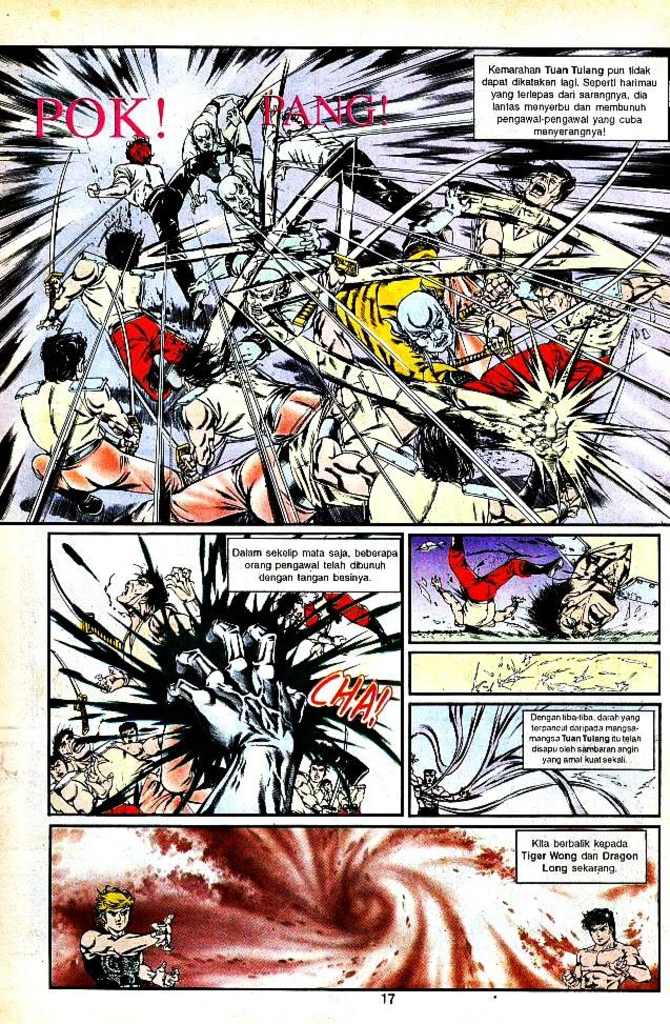 POK!
PANG!
Kemarahan Tuan Tulang pun tidak
dapat dikatakan lagi. Seperti harimau
yang terlepas dari sarangnya, dia
lantas menyerbu dan membunuh
pengawal-pengawal yang cuba
menyerangnya!
Dalam sekelip mata saja, beberapa
orang pengawal telah dibunuh
dengan tangan besinya.
CHA!
Dengan tiba-tiba, darah yang
terpancul daripada mangsa-
mangsa Tuan Tulang itu telah
disapu oleh sambaran angin
yang amat kuat sekali.
Kita berbalik kepada
Tiger Wong dan Dragon
Long sekarang.
17